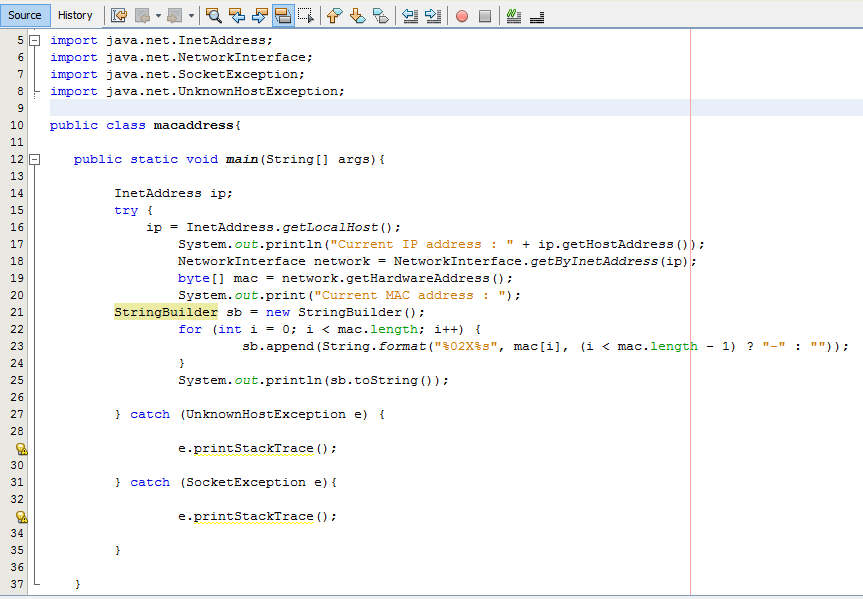 Source History
5 import java.net.InetAddress;
6 import java.net.NetworkInterface;
7 import java.net.SocketException;
8 import java.net.UnknownHostException;
9
10 public class macaddress{
11
12 public static void main(String[] args){
13
14 InetAddress ip;
15 try {
16 ip = InetAddress.getLocalHost();
17 System.out.println("Current IP address : " + ip.getHostAddress());
18 NetworkInterface network = NetworkInterface.getByInetAddress(ip);
19 byte[] mac = network.getHardwareAddress();
20 System.out.print("Current MAC address : ");
21 StringBuilder sb = new StringBuilder();
22 for (int i = 0; i < mac.length; i++) {
23 sb.append(String.format("%02X%s", mac[i], (i < mac.length - 1) ? "-" : ""));
24 }
25 System.out.println(sb.toString());
26
27 } catch (UnknownHostException e) {
28
e.printStackTrace();
30
31 } catch (SocketException e){
32
e.printStackTrace();
34
35 }
36
37 }